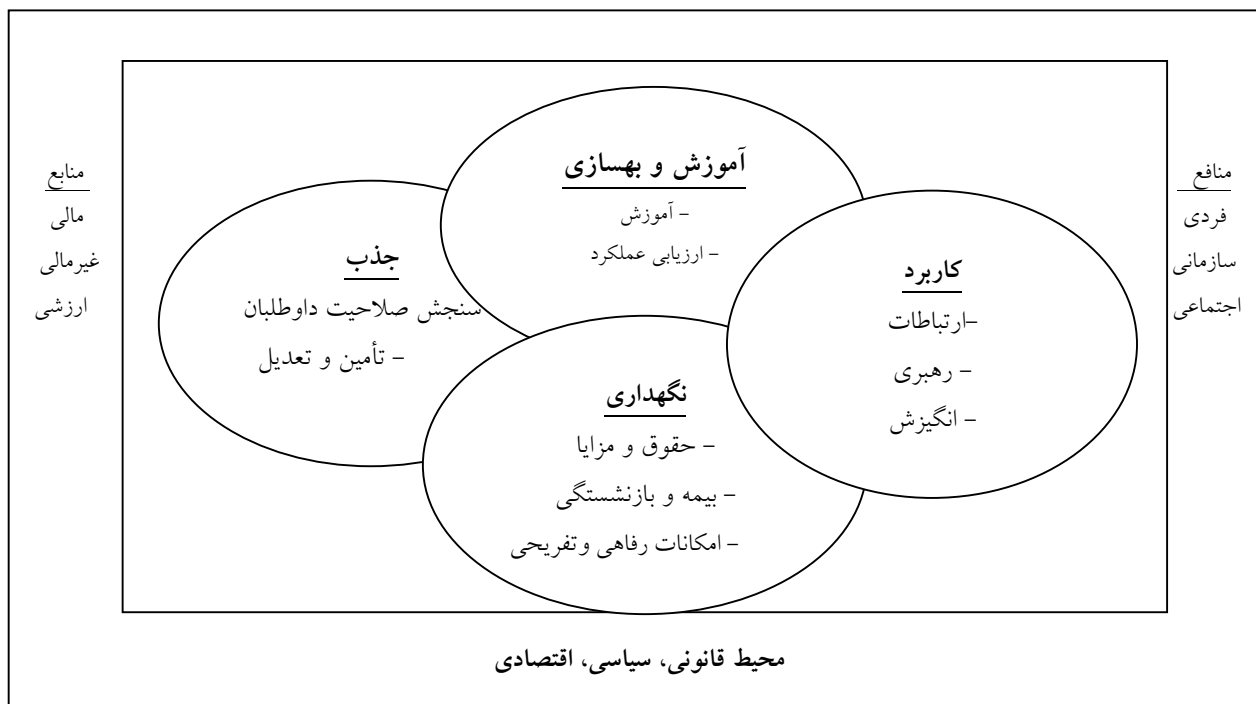 آموزش و بهسازی
- آموزش
- ارزیابی عملکرد
منافع
فردی
سازمانی
اجتماعی
کاربرد
-ارتباطات
- رهبری
- انگیزش
جذب
سنجش صلاحیت داوطلبان
- تأمین و تعدیل
نگهداری
- حقوق و مزایا
- بیمه و بازنشستگی
- امکانات رفاهی وتفریحی
منابع
مالی
غیرمالی
ارزشی
محیط قانونی، سیاسی، اقتصادی